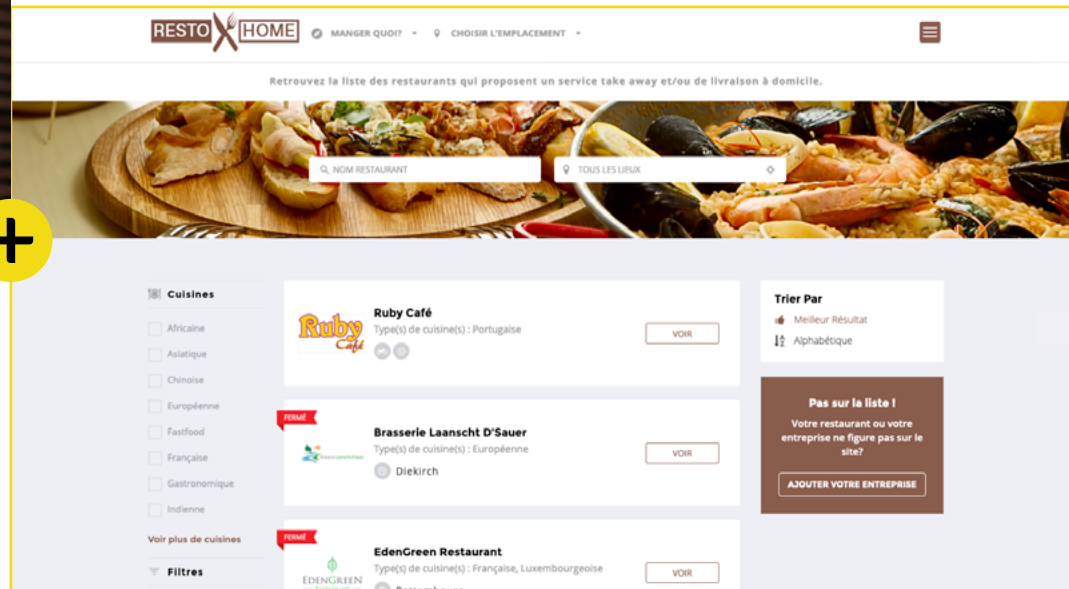 RESTO HOME
MANGER QUOI?
CHOISIR L'EMPLACEMENT
Retrouvez la liste des restaurants qui proposent un service take away et/ou de livraison à domicile.
NOM RESTAURANT
TOUS LES LIEUX
+
Cuisines
Africaine
Asiatique
Chinoise
Européenne
Fastfood
Française
Gastronomique
Indienne
Voir plus de cuisines
Filtres
Ruby Café
Ruby Café
Type(s) de cuisine(s) : Portugaise
VOIR
FERMÉ
Brasserie Laanscht D'Sauer
Type(s) de cuisine(s) : Européenne
Diekirch
VOIR
FERMÉ
EDENGREEN
EdenGreen Restaurant
Type(s) de cuisine(s) : Française, Luxembourgeoise
VOIR
Trier Par
Meilleur Résultat
Alphabétique
Pas sur la liste !
Votre restaurant ou votre
entreprise ne figure pas sur le
site?
AJOUTER VOTRE ENTREPRISE